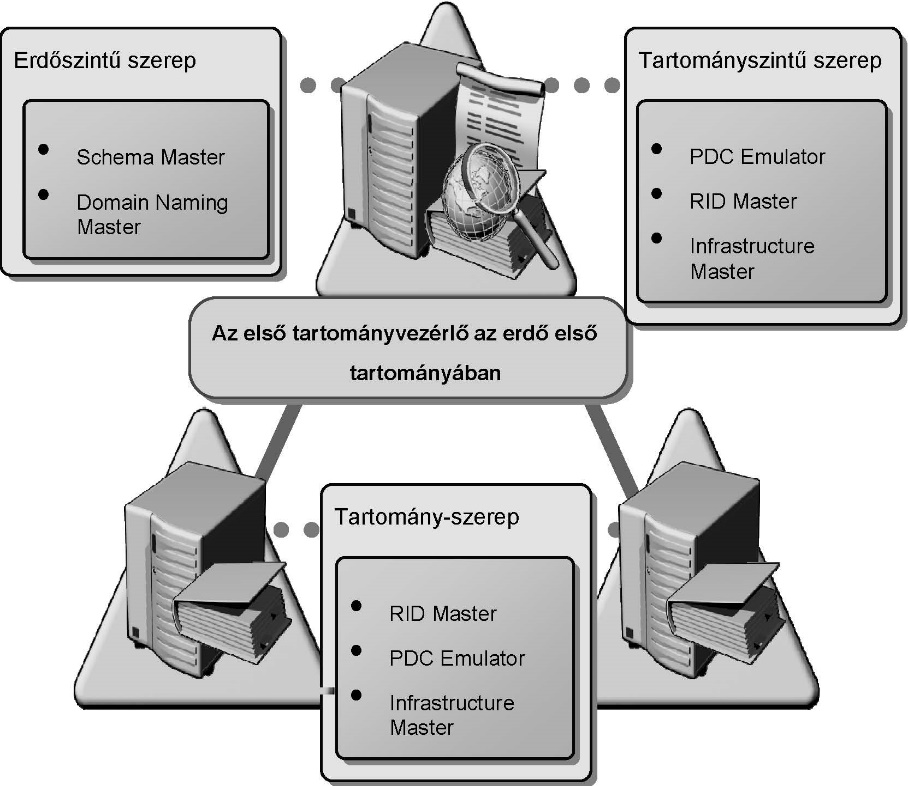 Erdőszintű szerep
• Schema Master
• Domain Naming
Master
Tartományszintű szerep
• PDC Emulator
• RID Master
• Infrastructure
Master
Az első tartományvezérlő az erdő első
tartományában
Tartomány-szerep
• RID Master
• PDC Emulator
• Infrastructure
Master